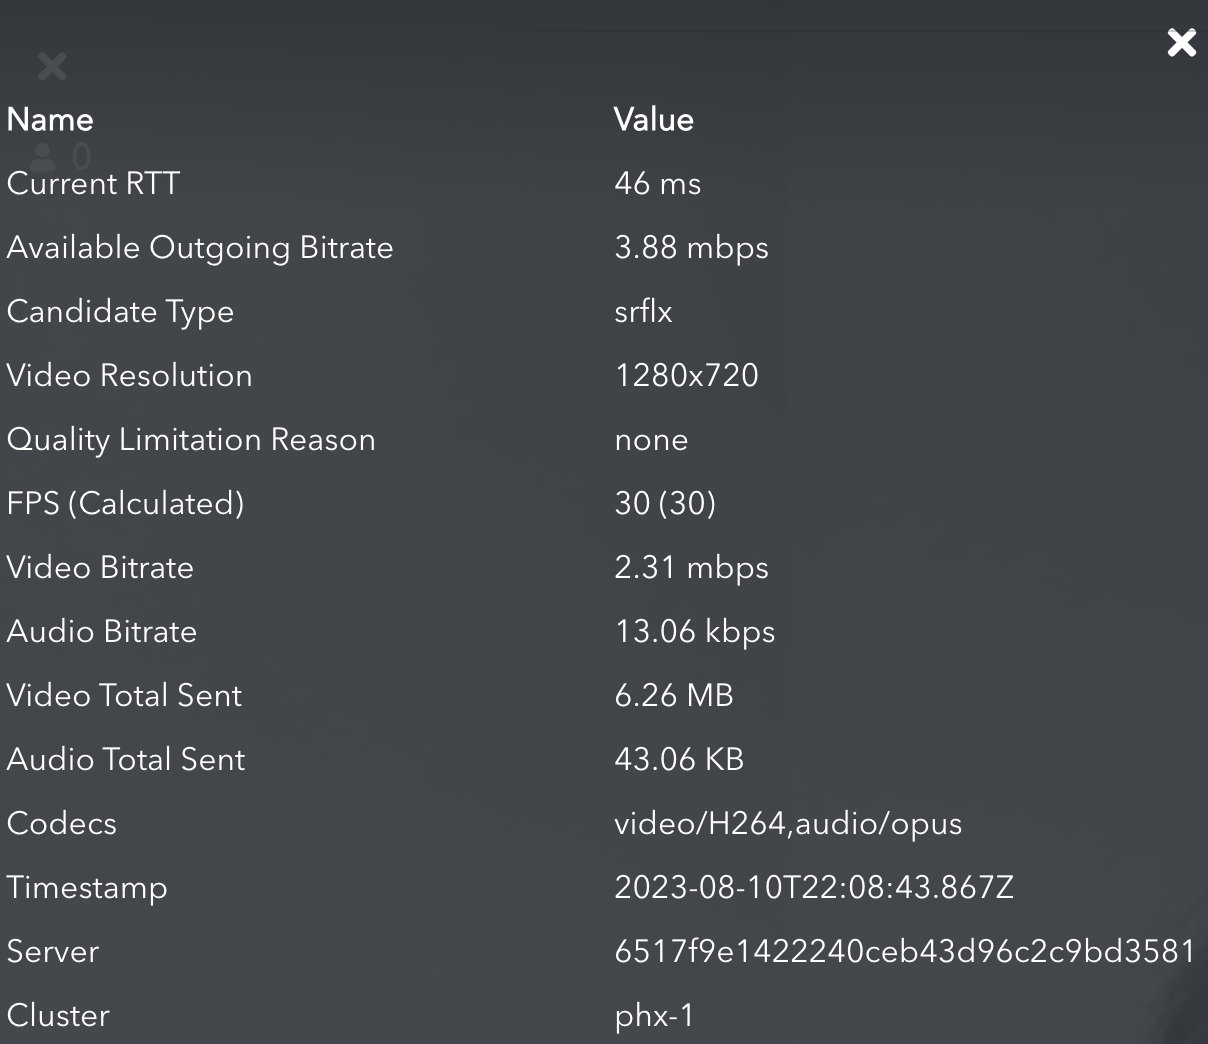 Name Value
0
Current RTT 46 ms
Available Outgoing Bitrate 3.88 mbps
Candidate Type srflx
Video Resolution 1280x720
Quality Limitation Reason none
FPS (Calculated) 30 (30)
Video Bitrate 2.31 mbps
Audio Bitrate 13.06 kbps
Video Total Sent 6.26 MB
Audio Total Sent 43.06 KB
Codecs video/H264,audio/opus
Timestamp 2023-08-10T22:08:43.867Z
Server 6517f9e1422240ceb43d96c2c9bd3581
Cluster phx-1